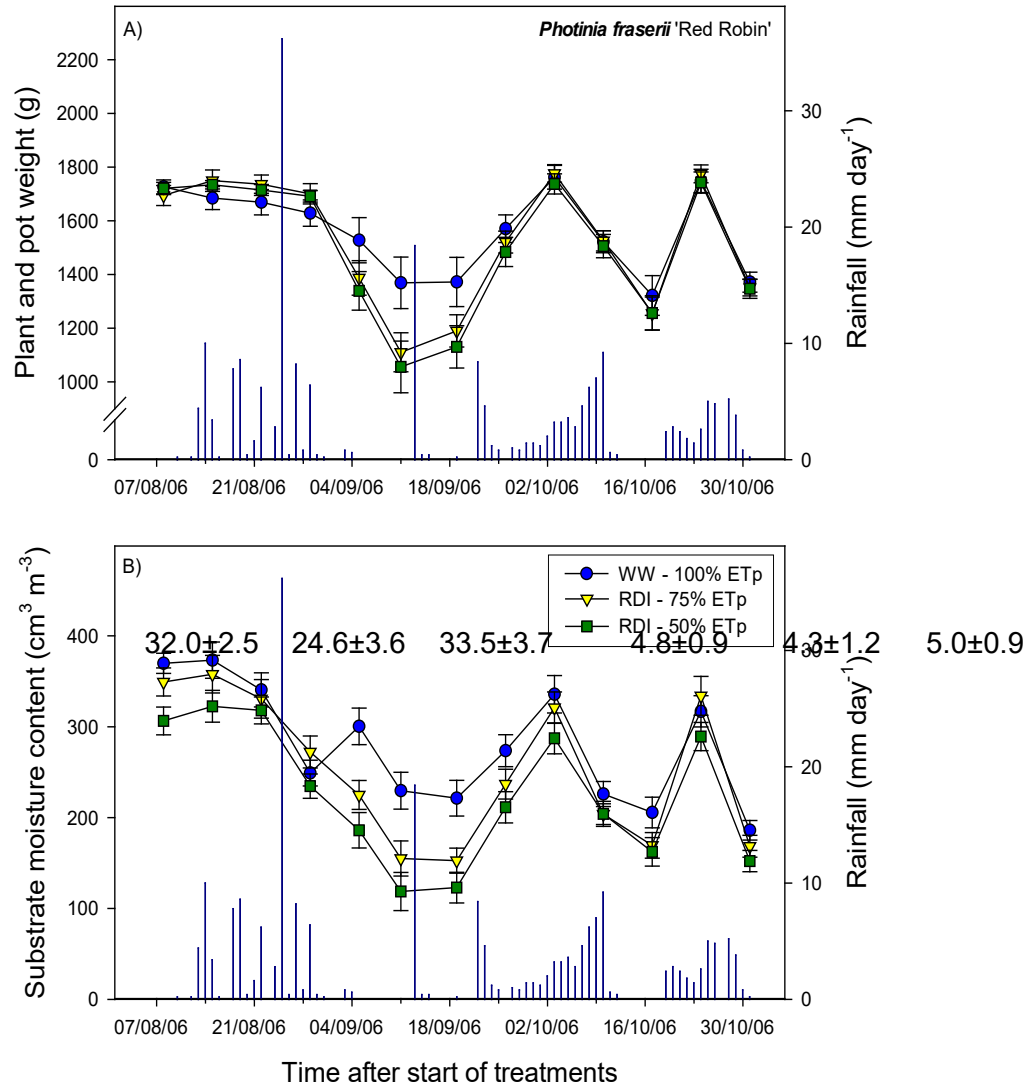 A)
Photinia fraserii 'Red Robin'
Plant and pot weight (g)
2200
2000
1800
1600
1400
1200
1000
0
30
20
10
0
Rainfall (mm day-1)
07/08/06 21/08/06 04/09/06 18/09/06 02/10/06 16/10/06 30/10/06
B)
WW - 100% ETp
RDI - 75% ETp
RDI - 50% ETp
32.0±2.5 24.6±3.6 33.5±3.7 4.8±0.9 4.3±1.2 5.0±0.9
Substrate moisture content (cm3 m-3)
400
300
200
100
0
30
20
10
0
Rainfall (mm day-1)
07/08/06 21/08/06 04/09/06 18/09/06 02/10/06 16/10/06 30/10/06
Time after start of treatments